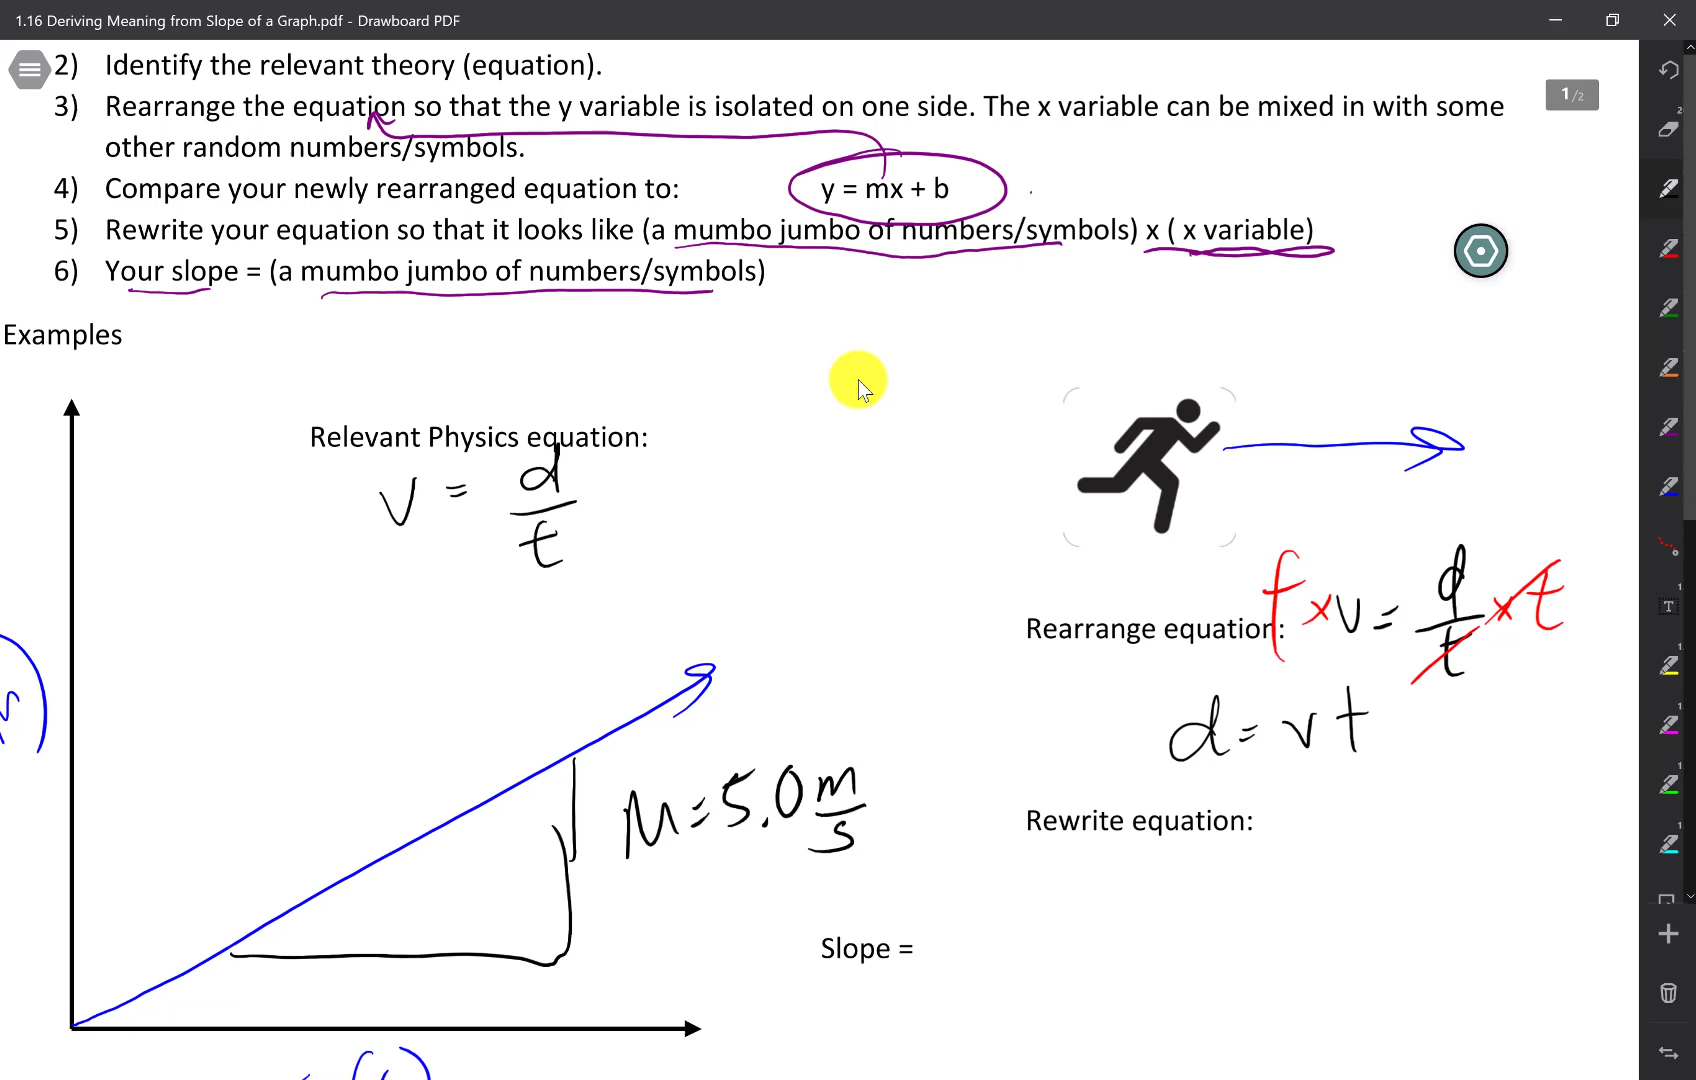 1.16 Deriving Meaning from Slope of a Graph.pdf - Drawboard PDF
2) Identify the relevant theory (equation).
1/2
3) Rearrange the equation so that the y variable is isolated on one side. The x variable can be mixed in with some
other random numbers/symbols.
4) Compare your newly rearranged equation to: y = mx + b
5) Rewrite your equation so that it looks like (a mumbo jumbo of numbers/symbols) x ( x variable)
6) Your slope = (a mumbo jumbo of numbers/symbols)
Examples
Relevant Physics equation:
v = d/t
Rearrange equation: t x v = d/t x t
d = vt
M = 5.0 m/s
Rewrite equation:
Slope =